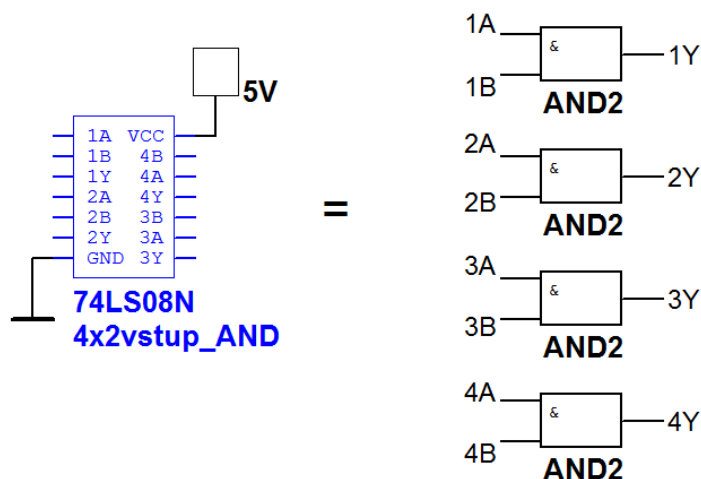 5V
1A VCC
1B 4B
1Y 4A
2A 4Y
2B 3B
2Y 3A
GND 3Y
74LS08N
4x2vstup_AND
=
1A
&
1Y
1B
AND2
2A
&
2Y
2B
AND2
3A
&
3Y
3B
AND2
4A
&
4Y
4B
AND2